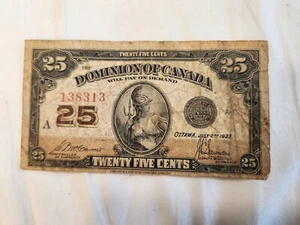 TWENTY FIVE CENTS
25 THE DOMINION OF CANADA 25
WILL PAY ON DEMAND
138313
A 25
OTTAWA, JULY 2ND 1923
25 TWENTY FIVE CENTS 25